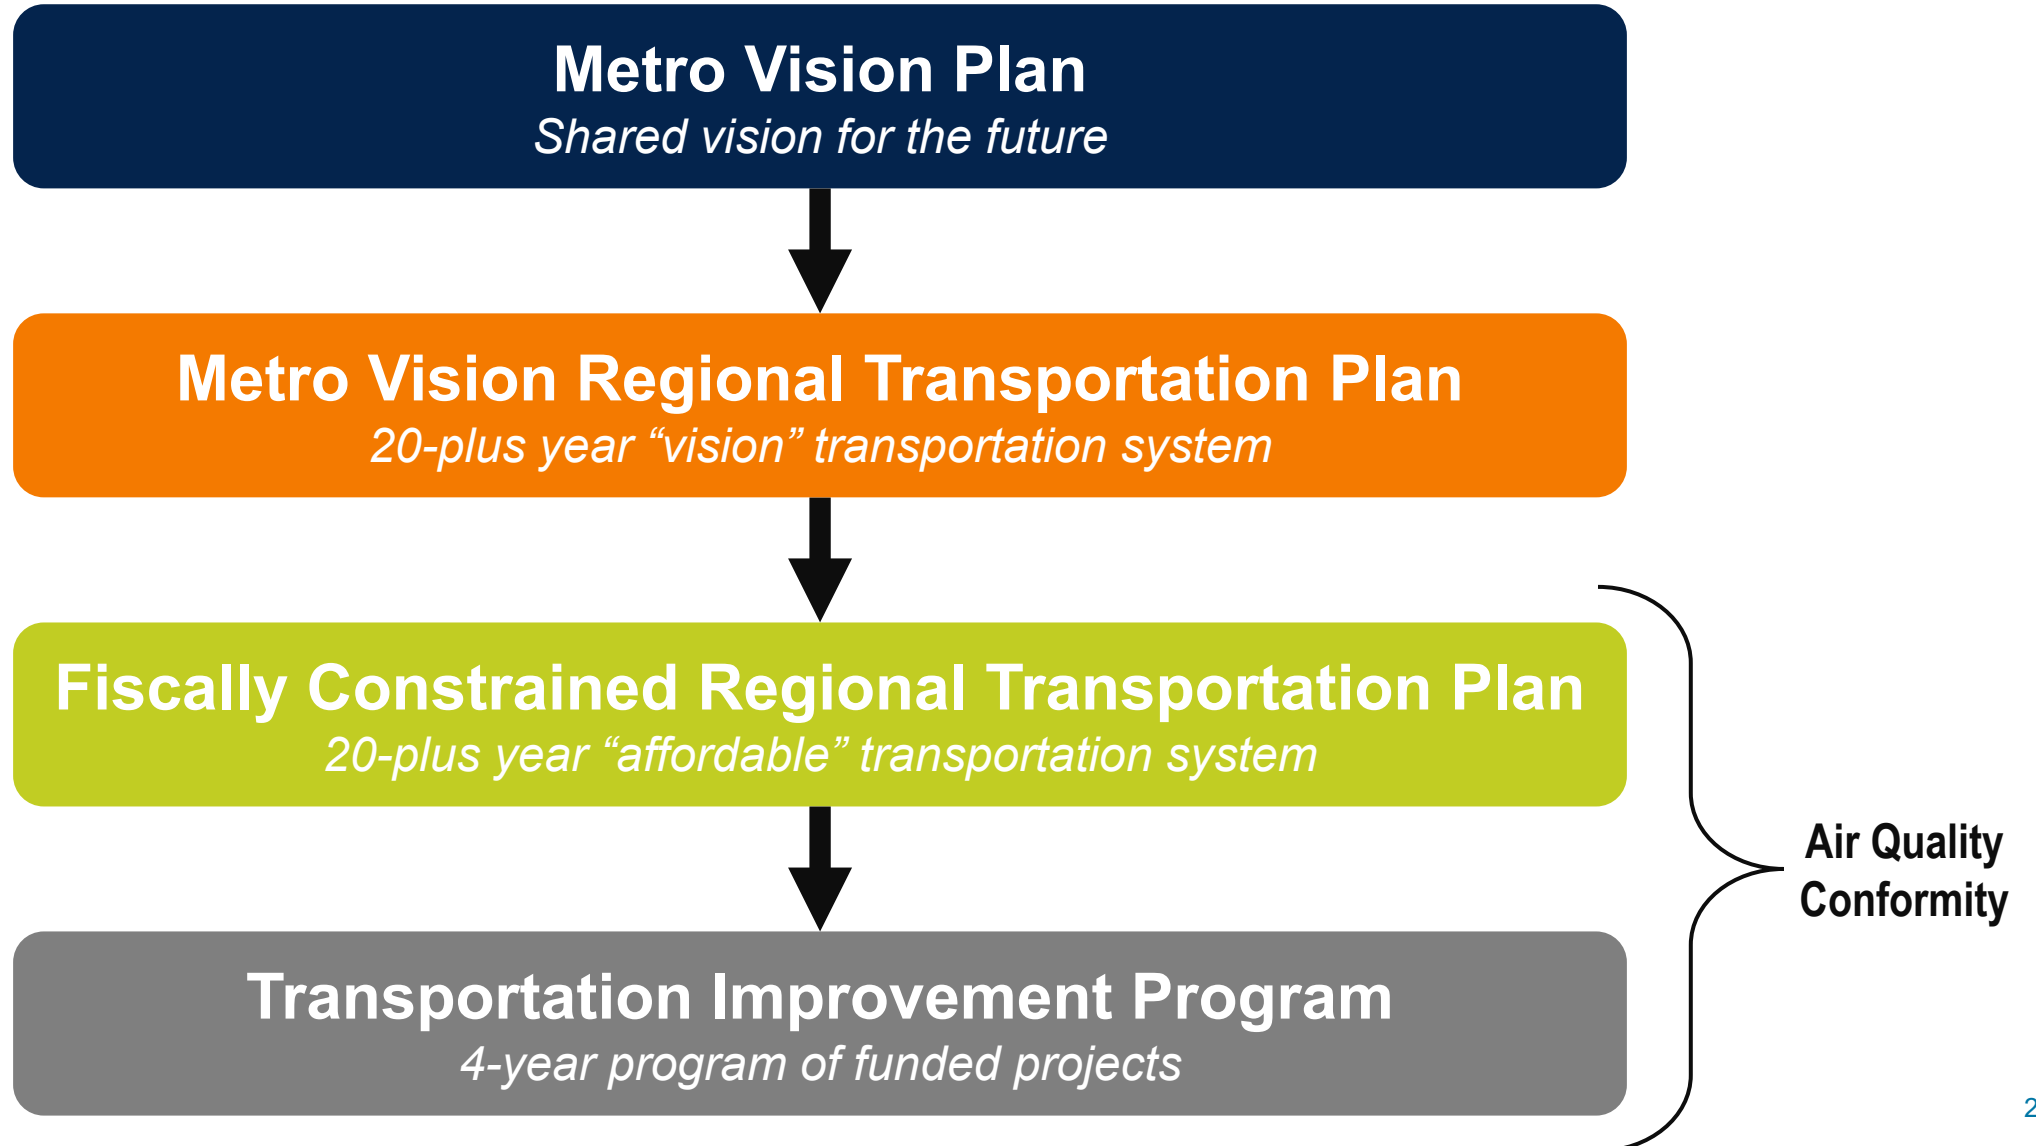 Metro Vision Plan
Shared vision for the future
Metro Vision Regional Transportation Plan
20-plus year “vision” transportation system
Fiscally Constrained Regional Transportation Plan
20-plus year “affordable” transportation system
Air Quality
Conformity
Transportation Improvement Program
4-year program of funded projects
2